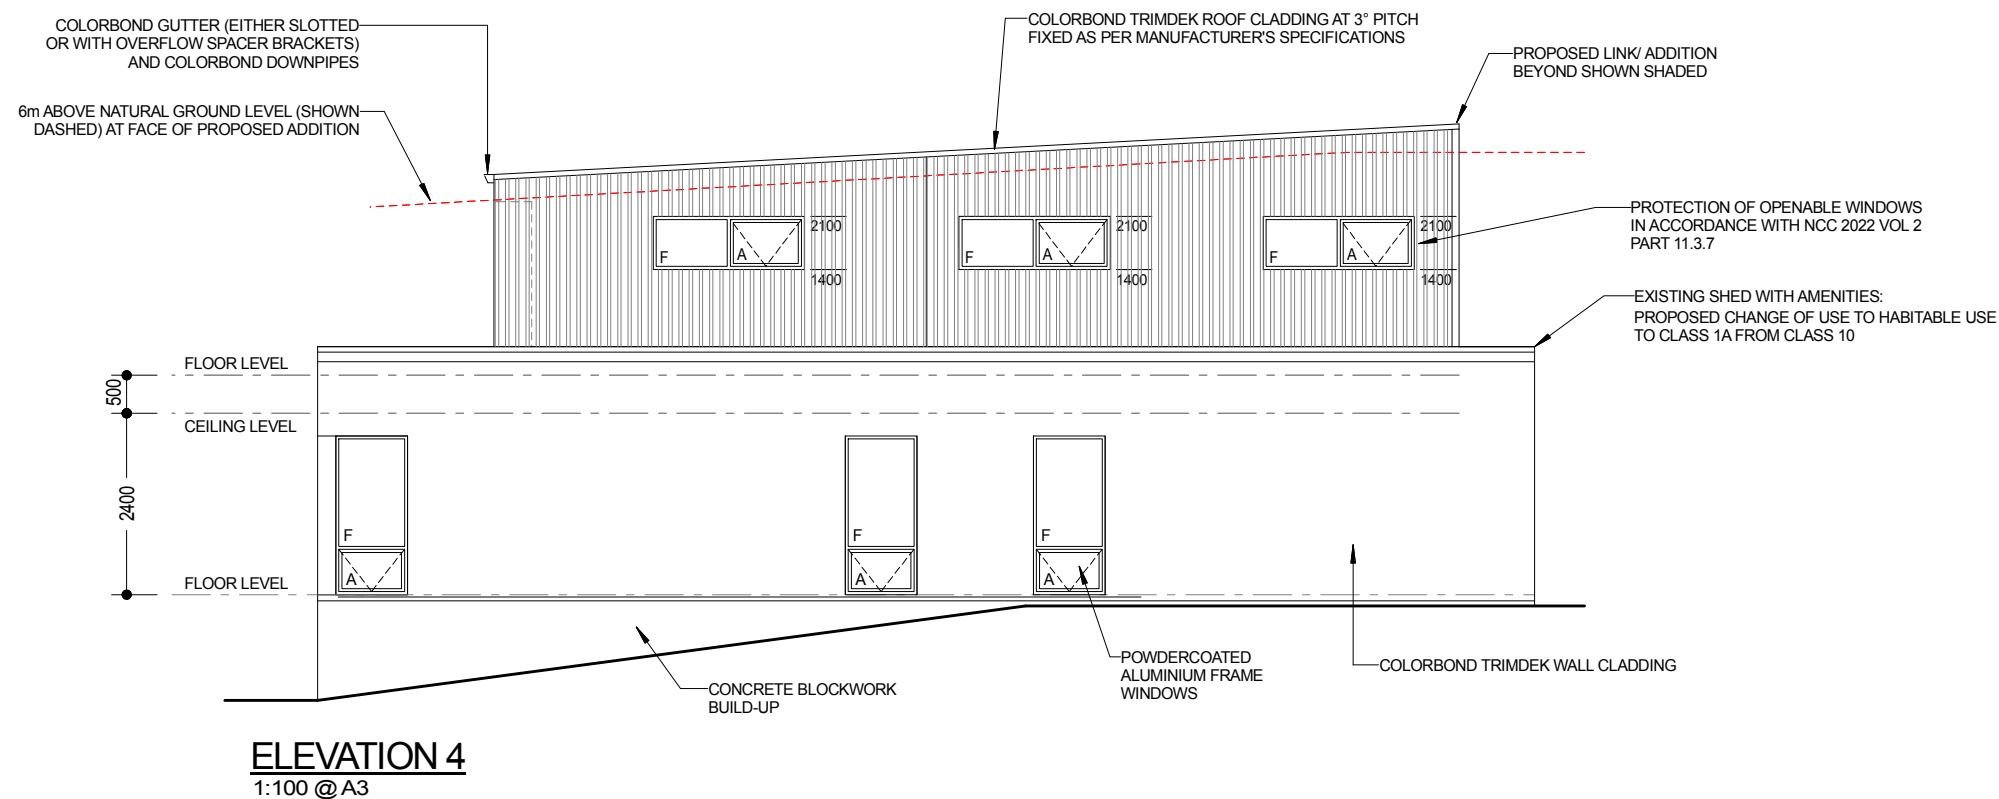 COLORBOND GUTTER (EITHER SLOTTED
OR WITH OVERFLOW SPACER BRACKETS)
AND COLORBOND DOWNPIPES
6m ABOVE NATURAL GROUND LEVEL (SHOWN
DASHED) AT FACE OF PROPOSED ADDITION
COLORBOND TRIMDEK ROOF CLADDING AT 3° PITCH
FIXED AS PER MANUFACTURER'S SPECIFICATIONS
PROPOSED LINK/ ADDITION
BEYOND SHOWN SHADED
PROTECTION OF OPENABLE WINDOWS
IN ACCORDANCE WITH NCC 2022 VOL 2
PART 11.3.7
EXISTING SHED WITH AMENITIES:
PROPOSED CHANGE OF USE TO HABITABLE USE
TO CLASS 1A FROM CLASS 10
F
A
2100
1400
F
A
2100
1400
F
A
2100
1400
FLOOR LEVEL
500
CEILING LEVEL
2400
FLOOR LEVEL
F
A
F
A
F
A
POWDERCOATED
ALUMINIUM FRAME
WINDOWS
COLORBOND TRIMDEK WALL CLADDING
CONCRETE BLOCKWORK
BUILD-UP
ELEVATION 4
1:100 @ A3